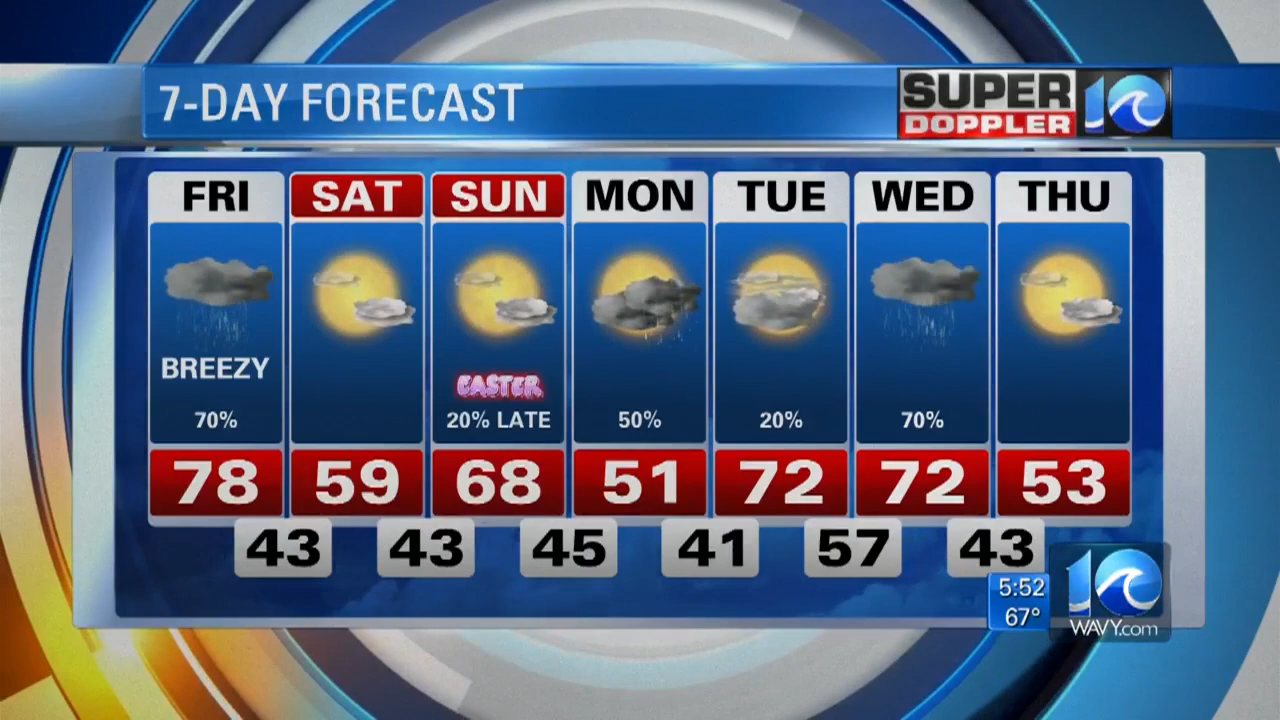 7-DAY FORECAST
SUPER
DOPPLER
10
FRI SAT SUN MON TUE WED THU
BREEZY
EASTER
70% 20% LATE 50% 20% 70%
78 59 68 51 72 72 53
43 43 45 41 57 43
5:52
67°
10
WAVY.com